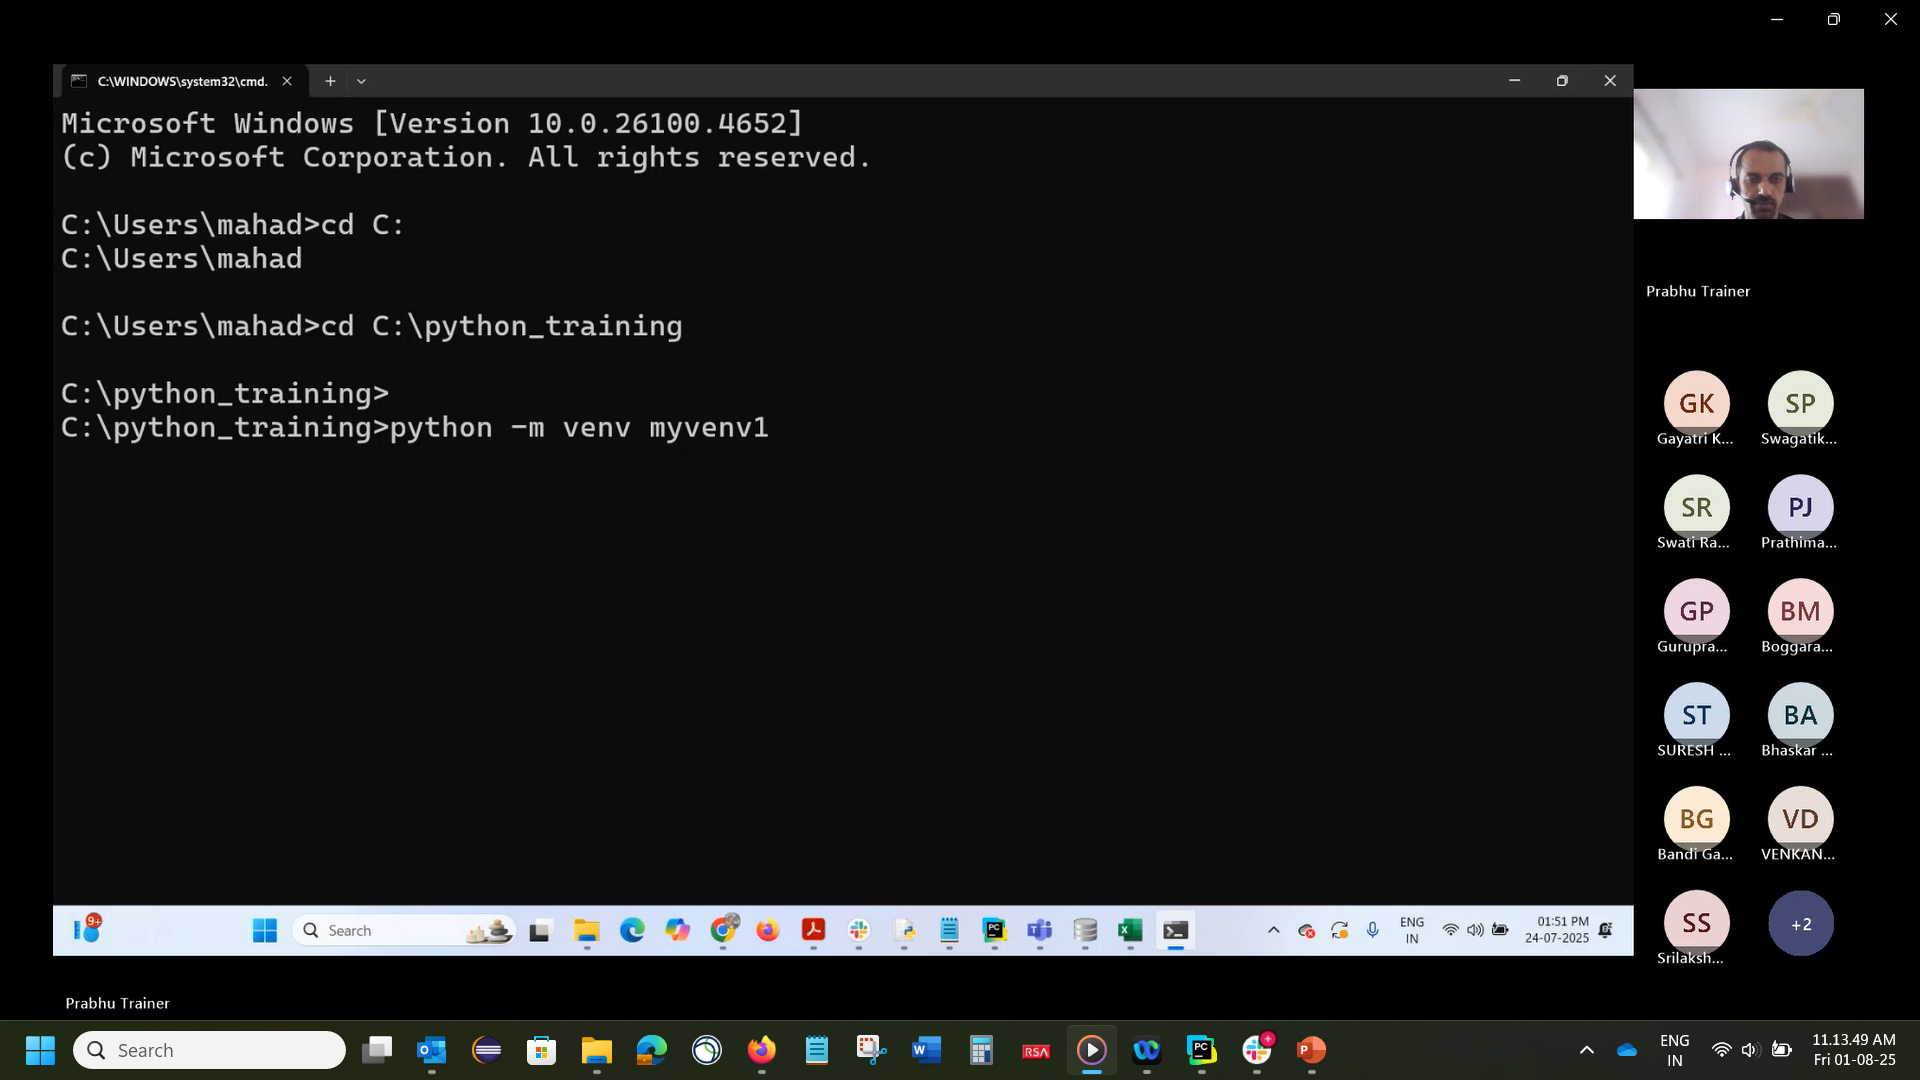 C:\WINDOWS\system32\cmd.
Microsoft Windows [Version 10.0.26100.4652]
(c) Microsoft Corporation. All rights reserved.
C:\Users\mahad>cd C:
C:\Users\mahad
C:\Users\mahad>cd C:\python_training
C:\python_training>
C:\python_training>python -m venv myvenv1
Prabhu Trainer
GK
SP
Gayatri K...
Swagatik...
SR
PJ
Swati Ra...
Prathima...
GP
BM
Gurupra...
Boggara...
ST
BA
SURESH ...
Bhaskar ...
BG
VD
Bandi Ga...
VENKAN...
SS
+2
Srilaksh...
9+
Search
PC
ENG
IN
01:51 PM
24-07-2025
Prabhu Trainer
Search
RSA
PC
ENG
IN
11.13.49 AM
Fri 01-08-25